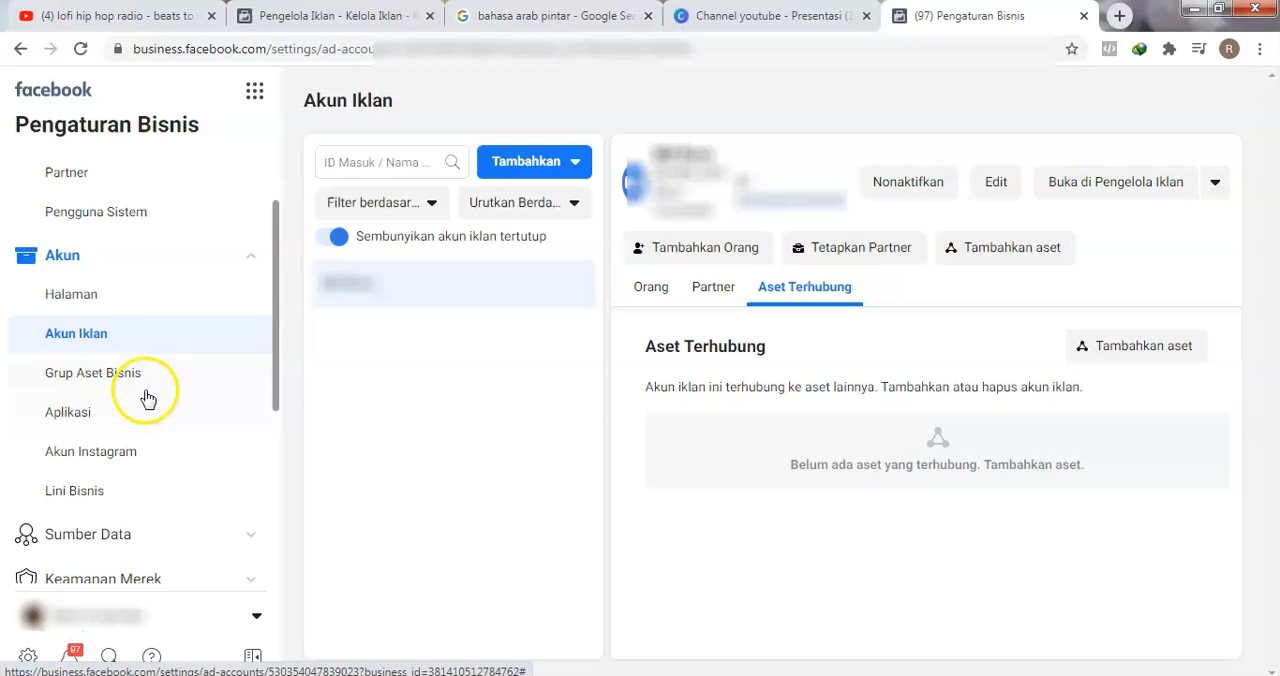 (4) lofi hip hop radio - beats to
Pengelola Iklan - Kelola Iklan -
bahasa arab pintar - Google Se
Channel youtube - Presentasi (1
(97) Pengaturan Bisnis
business.facebook.com/settings/ad-accou
R
facebook
Pengaturan Bisnis
Partner
Pengguna Sistem
Akun
Halaman
Akun Iklan
Grup Aset Bisnis
Aplikasi
Akun Instagram
Lini Bisnis
Sumber Data
Keamanan Merek
97
Akun Iklan
ID Masuk / Nama ...
Tambahkan
Filter berdasar...
Urutkan Berda...
Sembunyikan akun iklan tertutup
Nonaktifkan
Edit
Buka di Pengelola Iklan
Tambahkan Orang
Tetapkan Partner
Tambahkan aset
Orang
Partner
Aset Terhubung
Aset Terhubung
Tambahkan aset
Akun iklan ini terhubung ke aset lainnya. Tambahkan atau hapus akun iklan.
Belum ada aset yang terhubung. Tambahkan aset.
https://business.facebook.com/settings/ad-accounts/530354047839023?business_id=381410512784762#